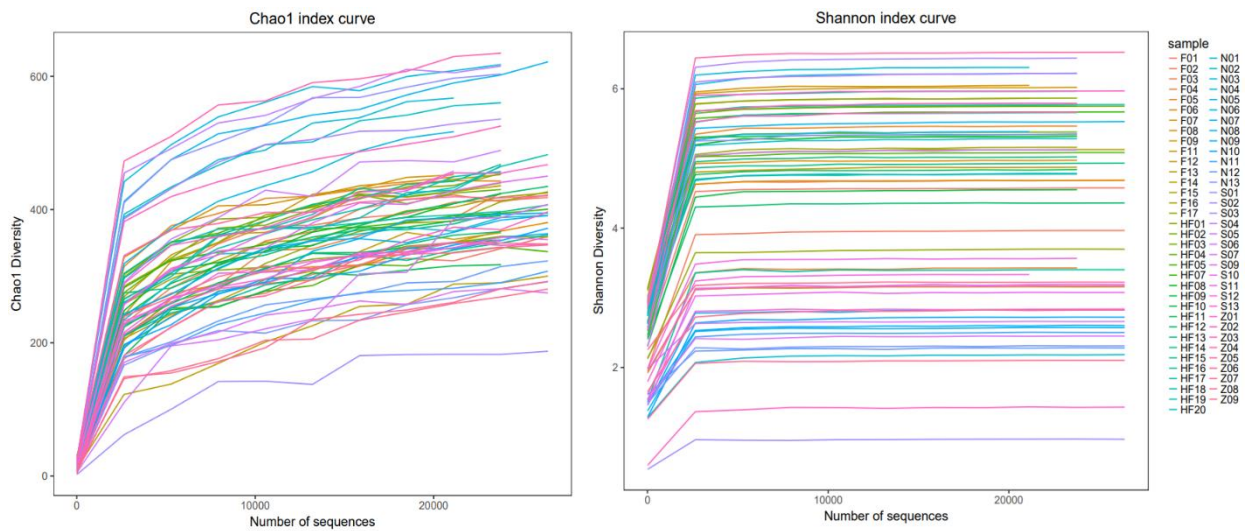 Chao1 index curve
600
400
200
0
Chao1 Diversity
0 10000 20000
Number of sequences
Shannon index curve
6
4
2
Shannon Diversity
0 10000 20000
Number of sequences
sample
F01 N01
F02 N02
F03 N03
F04 N04
F05 N05
F06 N06
F07 N07
F08 N08
F09 N09
F11 N10
F12 N11
F13 N12
F14 N13
F15 S01
F16 S02
F17 S03
HF01 S04
HF02 S05
HF03 S06
HF04 S07
HF05 S09
HF07 S10
HF08 S11
HF09 S12
HF10 S13
HF11 Z01
HF12 Z02
HF13 Z03
HF14 Z04
HF15 Z05
HF16 Z06
HF17 Z07
HF18 Z08
HF19 Z09
HF20